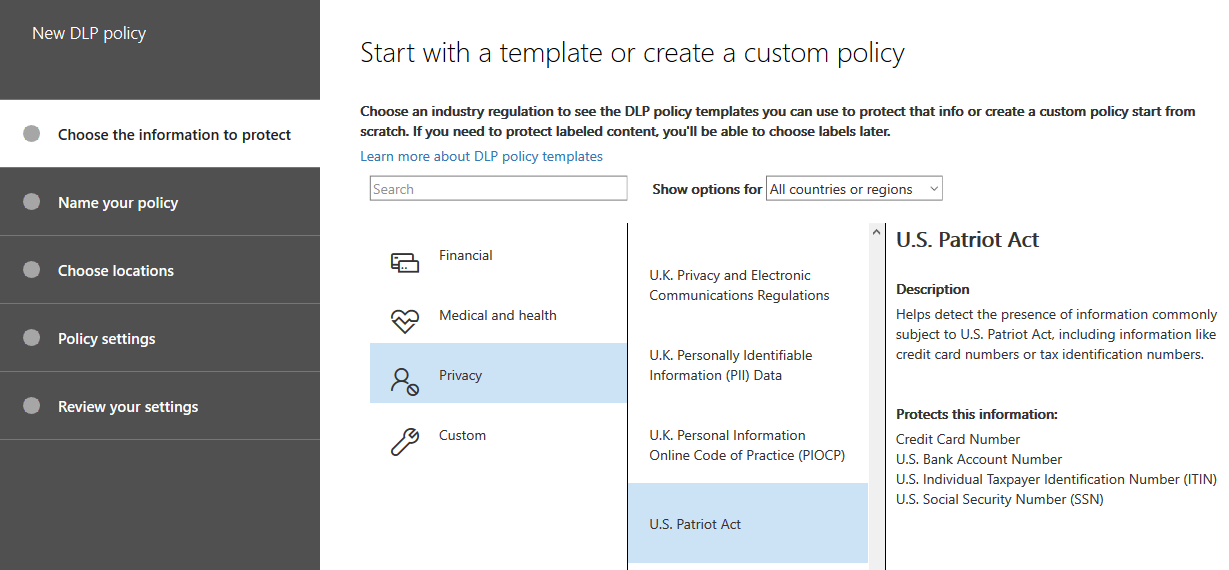 New DLP policy
Choose the information to protect
Name your policy
Choose locations
Policy settings
Review your settings
Start with a template or create a custom policy
Choose an industry regulation to see the DLP policy templates you can use to protect that info or create a custom policy start from
scratch. If you need to protect labeled content, you'll be able to choose labels later.
Learn more about DLP policy templates
Search
Show options for All countries or regions
Financial
Medical and health
Privacy
Custom
U.K. Privacy and Electronic
Communications Regulations
U.K. Personally Identifiable
Information (PII) Data
U.K. Personal Information
Online Code of Practice (PIOCP)
U.S. Patriot Act
U.S. Patriot Act
Description
Helps detect the presence of information commonly
subject to U.S. Patriot Act, including information like
credit card numbers or tax identification numbers.
Protects this information:
Credit Card Number
U.S. Bank Account Number
U.S. Individual Taxpayer Identification Number (ITIN)
U.S. Social Security Number (SSN)